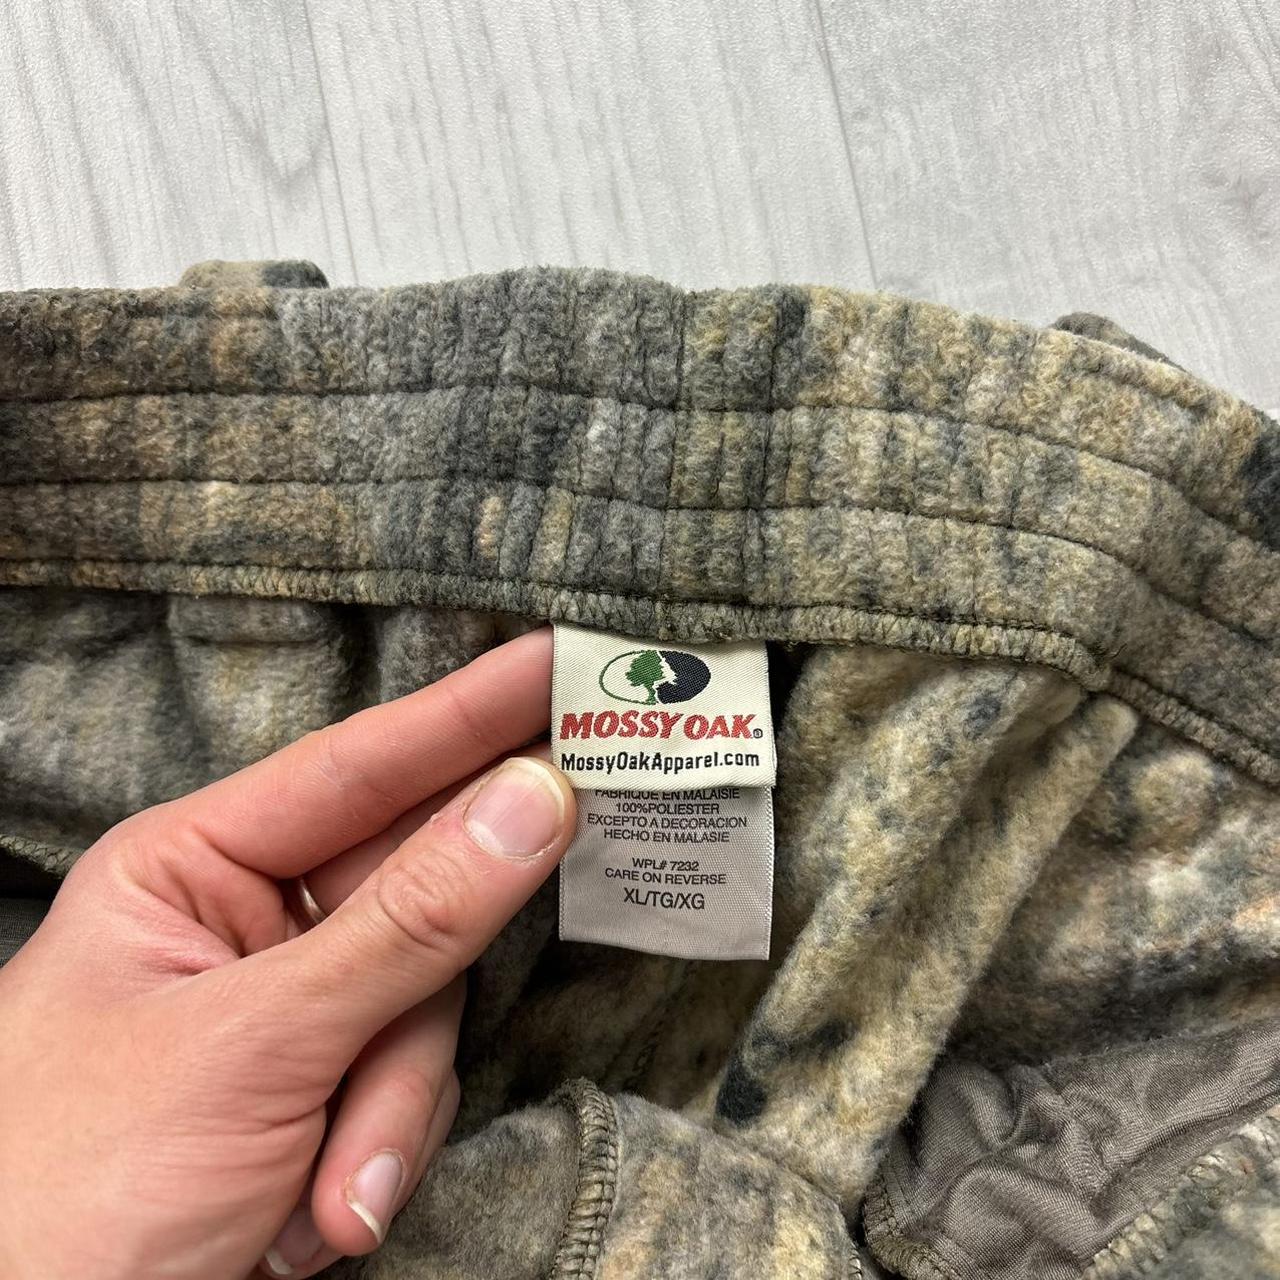 MOSSY OAK®
MossyOakApparel.com
FABRIQUÉ EN MALAISIE
100%POLIESTER
EXCEPTO A DECORACION
HECHO EN MALASIE
WPL# 7232
CARE ON REVERSE
XL/TG/XG